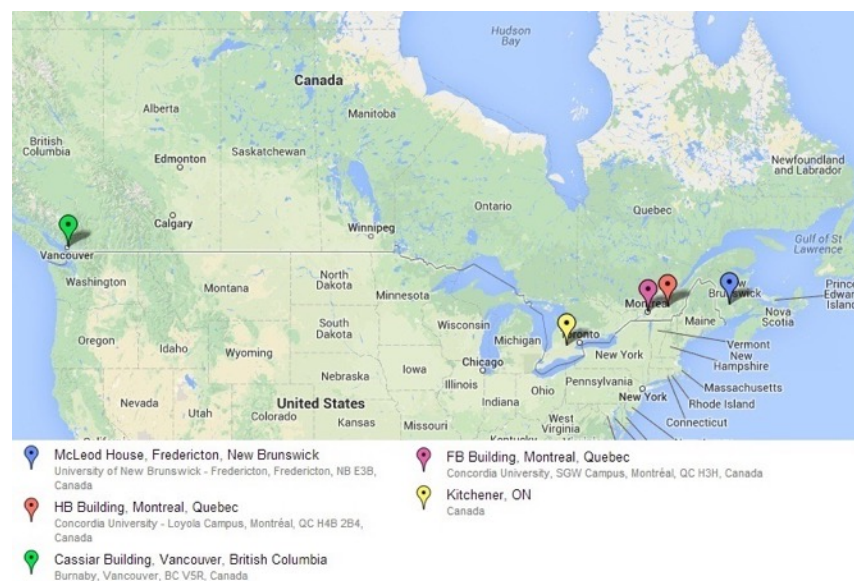 Hudson
Bay
Canada
Alberta
Manitoba
British
Columbia
Edmonton
Saskatchewan
Newfoundland
and Labrador
Ontario
Quebec
Calgary
Winnipeg
Gulf of St
Lawrence
Vancouver
Washington
Montana
North
Dakota
Minnesota
Montreal
New
Brunswick
Prince
Edward
Island
Nova
Scotia
Maine
South
Dakota
Wisconsin
Michigan
Toronto
Vermont
New
Hampshire
Oregon
Idaho
Wyoming
New York
Massachusetts
Iowa
Chicago
Rhode Island
Nebraska
Illinois
Ohio
Pennsylvania
New York
Connecticut
Nevada
Utah
United States
Colorado
Kansas
Missouri
Indiana
West
Virginia
Kentucky
McLeod House, Fredericton, New Brunswick
University of New Brunswick - Fredericton, Fredericton, NB E3B,
Canada
HB Building, Montreal, Quebec
Concordia University - Loyola Campus, Montréal, QC H4B 2B4,
Canada
Cassiar Building, Vancouver, British Columbia
Burnaby, Vancouver, BC V5R, Canada
FB Building, Montreal, Quebec
Concordia University, SGW Campus, Montréal, QC H3H, Canada
Kitchener, ON
Canada